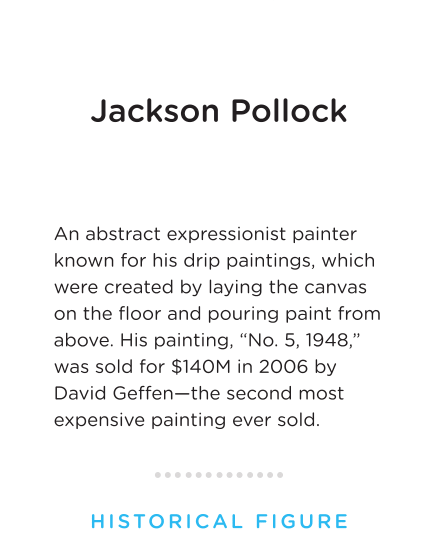 Jackson Pollock
An abstract expressionist painter
known for his drip paintings, which
were created by laying the canvas
on the floor and pouring paint from
above. His painting, “No. 5, 1948,”
was sold for $140M in 2006 by
David Geffen—the second most
expensive painting ever sold.
HISTORICAL FIGURE